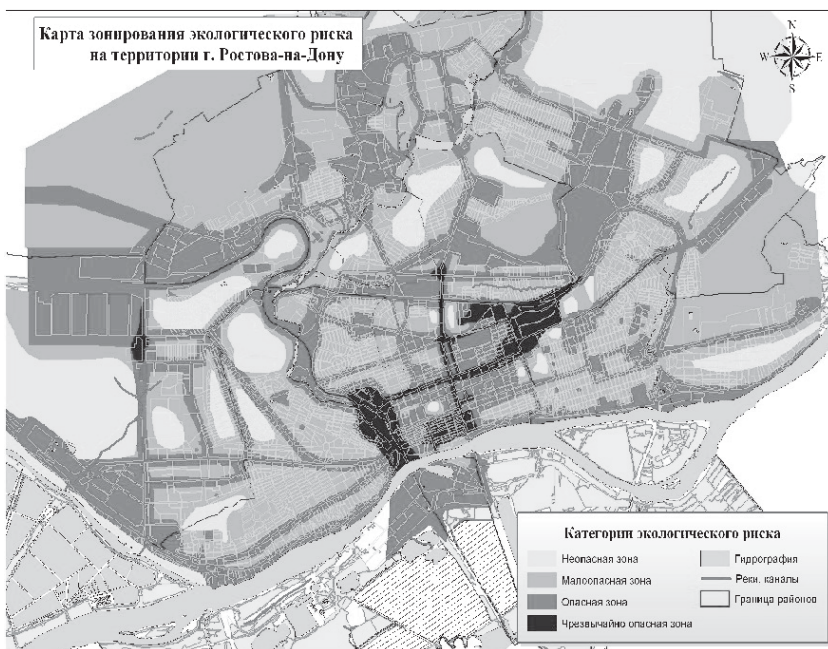 Карта зонирования экологического риска
на территории г. Ростова-на-Дону
N
W E
S
Категории экологического риска
Неопасная зона
Малоопасная зона
Опасная зона
Чрезвычайно опасная зона
Гидрография
Реки, каналы
Граница районов